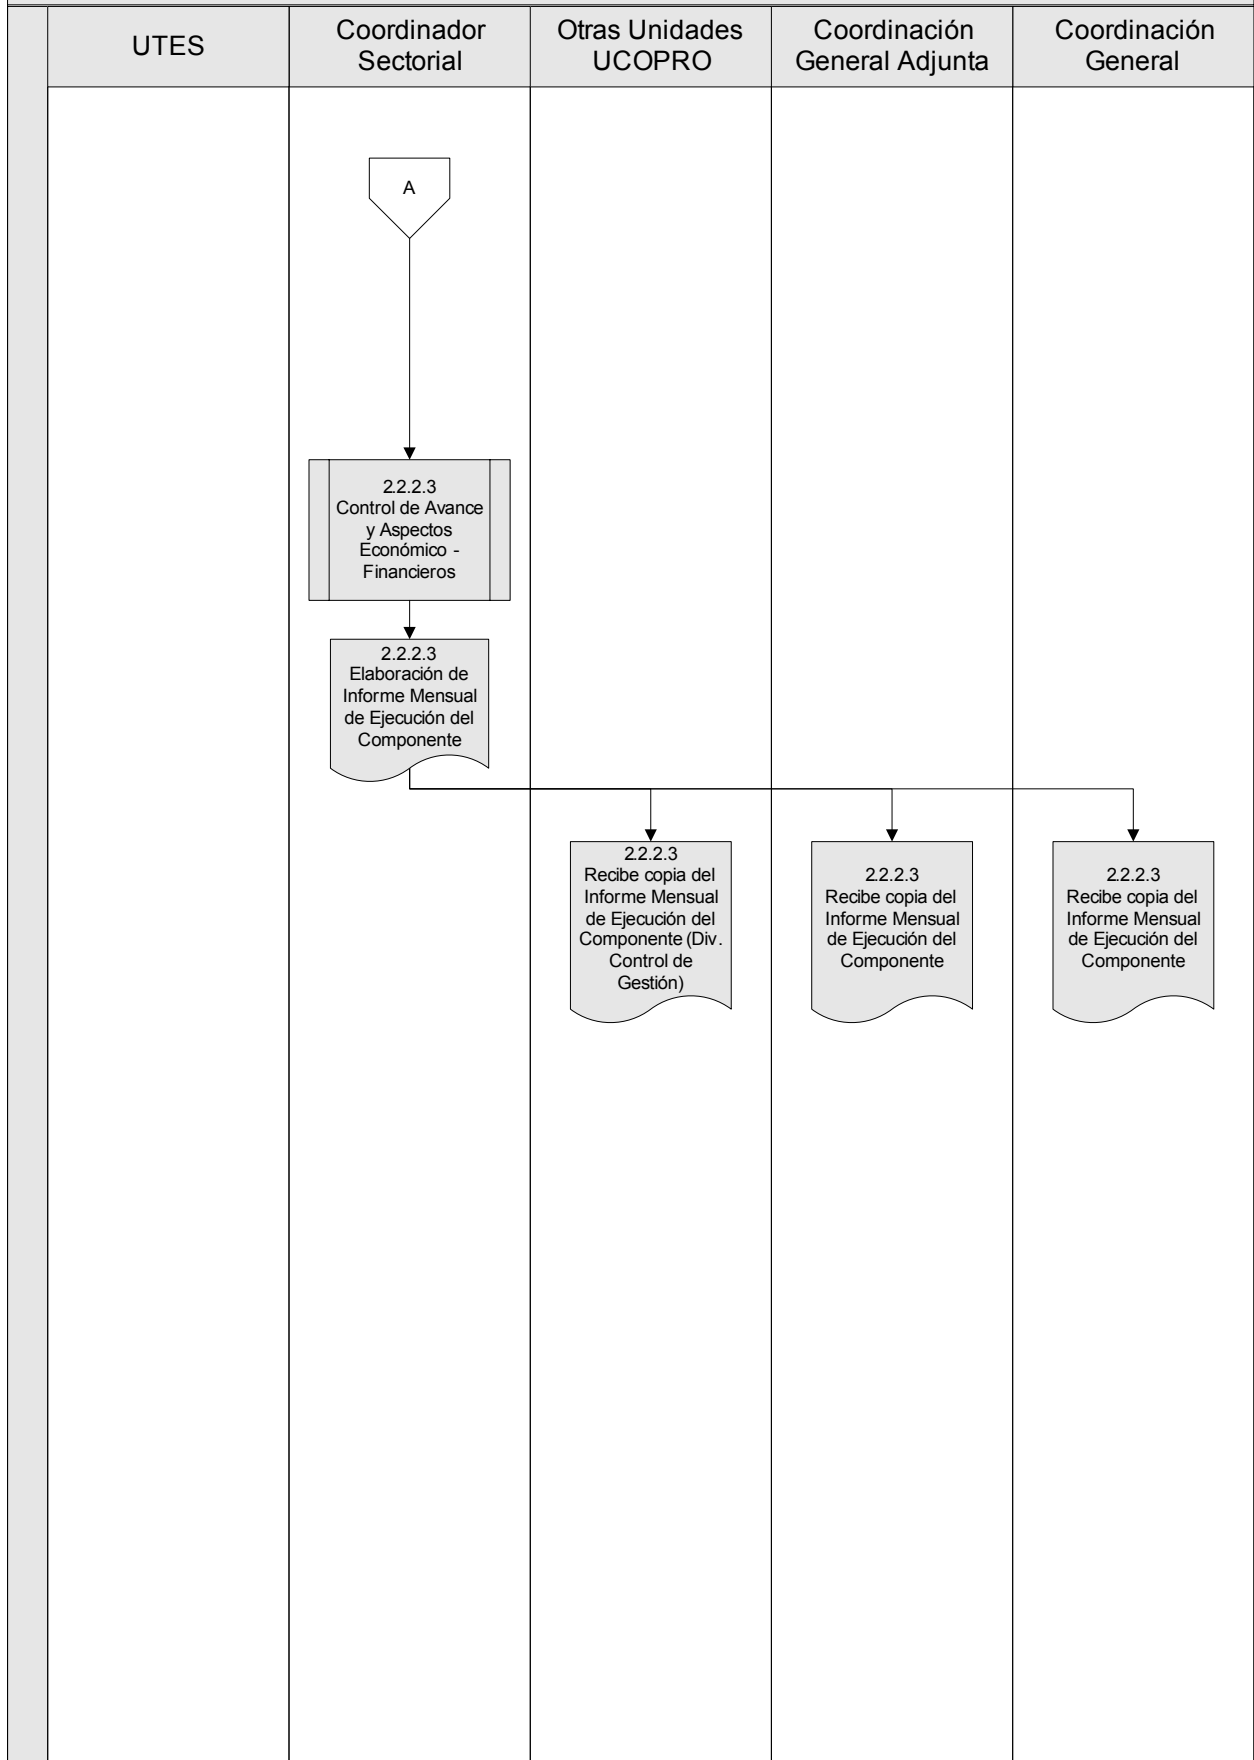 UTES
Coordinador
Sectorial
Otras Unidades
UCOPRO
Coordinación
General Adjunta
Coordinación
General
A
2.2.2.3
Control de Avance
y Aspectos
Económico -
Financieros
2.2.2.3
Elaboración de
Informe Mensual
de Ejecución del
Componente
2.2.2.3
Recibe copia del
Informe Mensual
de Ejecución del
Componente (Div.
Control de
Gestión)
2.2.2.3
Recibe copia del
Informe Mensual
de Ejecución del
Componente
2.2.2.3
Recibe copia del
Informe Mensual
de Ejecución del
Componente